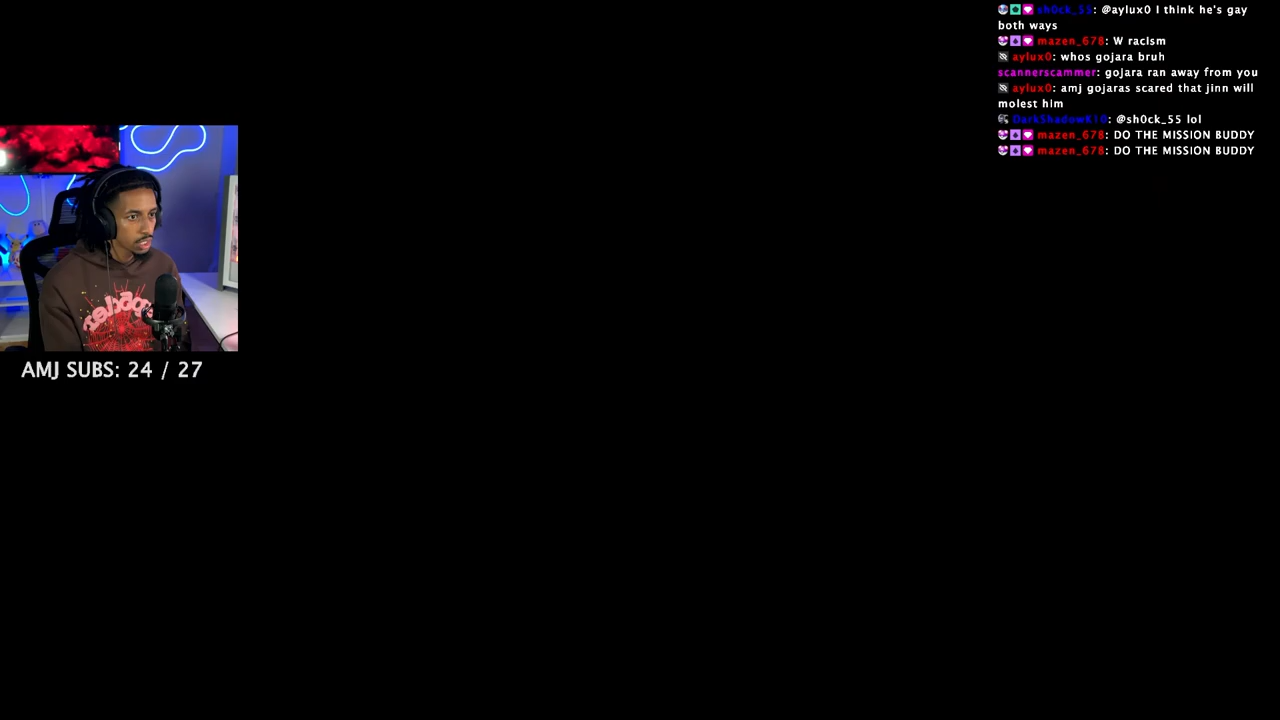 sh0ck_55: @aylux0 I think he's gay
both ways
mazen_678: W racism
aylux0: whos gojara bruh
scannerscammer: gojara ran away from you
aylux0: amj gojaras scared that jinn will
molest him
: @sh0ck_55 lol
mazen_678: DO THE MISSION BUDDY
mazen_678: DO THE MISSION BUDDY
AMJ SUBS: 24 / 27